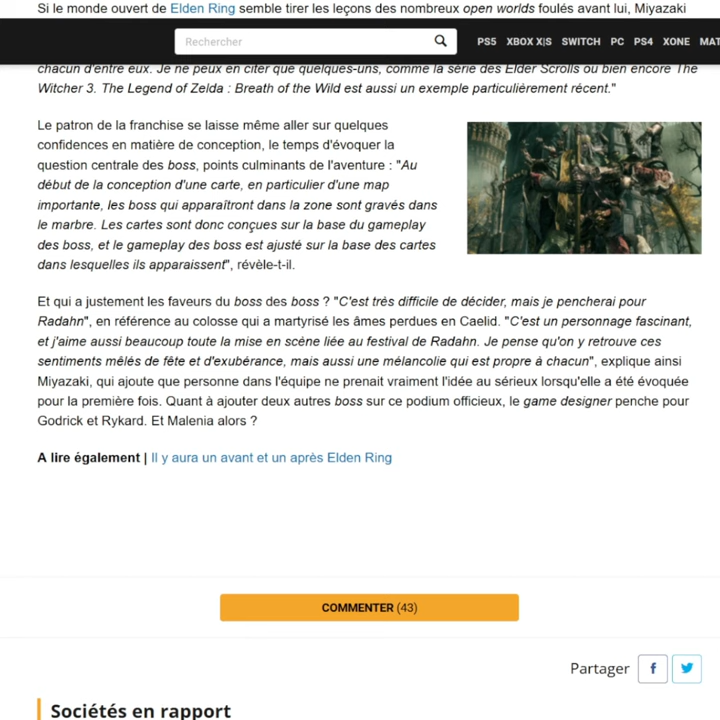 Si le monde ouvert de Elden Ring semble tirer les leçons des nombreux open worlds foulés avant lui, Miyazaki
Rechercher
PS5 XBOX X|S SWITCH PC PS4 XONE MAT
chacun d'entre eux. Je ne peux en citer que quelques-uns, comme la série des Elder Scrolls ou bien encore The
Witcher 3. The Legend of Zelda : Breath of the Wild est aussi un exemple particulièrement récent."
Le patron de la franchise se laisse même aller sur quelques
confidences en matière de conception, le temps d'évoquer la
question centrale des boss, points culminants de l'aventure : "Au
début de la conception d'une carte, en particulier d'une map
importante, les boss qui apparaîtront dans la zone sont gravés dans
le marbre. Les cartes sont donc conçues sur la base du gameplay
des boss, et le gameplay des boss est ajusté sur la base des cartes
dans lesquelles ils apparaissent", révèle-t-il.
Et qui a justement les faveurs du boss des boss ? "C'est très difficile de décider, mais je pencherai pour
Radahn", en référence au colosse qui a martyrisé les âmes perdues en Caelid. "C'est un personnage fascinant,
et j'aime aussi beaucoup toute la mise en scène liée au festival de Radahn. Je pense qu'on y retrouve ces
sentiments mêlés de fête et d'exubérance, mais aussi une mélancolie qui est propre à chacun", explique ainsi
Miyazaki, qui ajoute que personne dans l'équipe ne prenait vraiment l'idée au sérieux lorsqu'elle a été évoquée
pour la première fois. Quant à ajouter deux autres boss sur ce podium officieux, le game designer penche pour
Godrick et Rykard. Et Malenia alors ?
A lire également | Il y aura un avant et un après Elden Ring
COMMENTER (43)
Partager
Sociétés en rapport